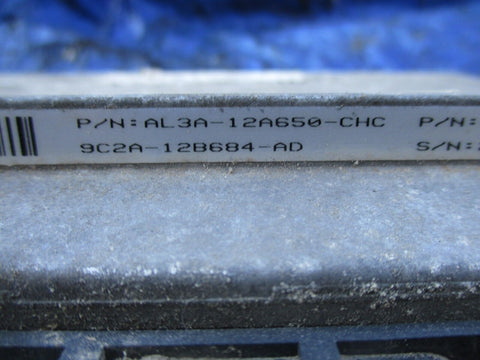 P/N:AL3A-12A650-CHC P/N:
9C2A-12B684-AD S/N: